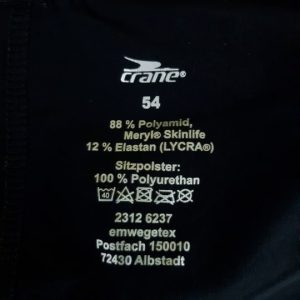 crane®
54
88 % Polyamid,
Meryl® Skinlife
12 % Elastan (LYCRA®)
Sitzpolster:
100 % Polyurethan
40
2312 6237
emwegetex
Postfach 150010
72430 Albstadt